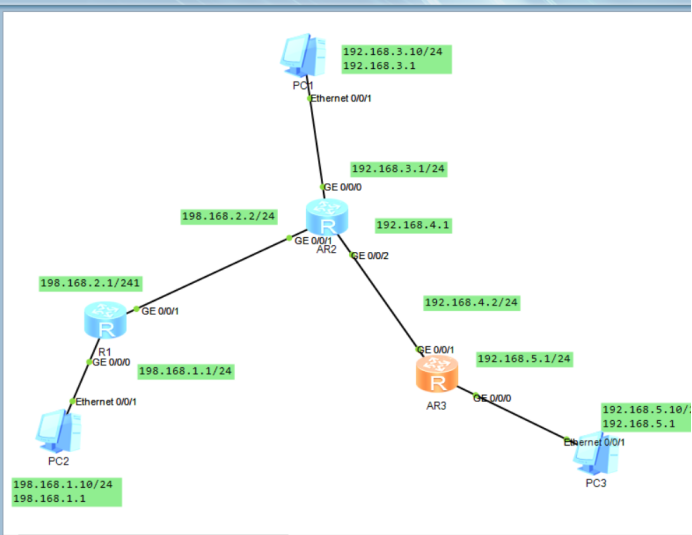 192.168.3.10/24
192.168.3.1
PC1
Ethernet 0/0/1
192.168.3.1/24
GE 0/0/0
198.168.2.2/24
192.168.4.1
R
GE 0/0/1
AR2
GE 0/0/2
198.168.2.1/241
192.168.4.2/24
GE 0/0/1
R
R1
GE 0/0/1
192.168.5.1/24
GE 0/0/0
198.168.1.1/24
R
AR3
GE 0/0/0
Ethernet 0/0/1
192.168.5.10/2
192.168.5.1
Ethernet 0/0/1
PC2
PC3
198.168.1.10/24
198.168.1.1